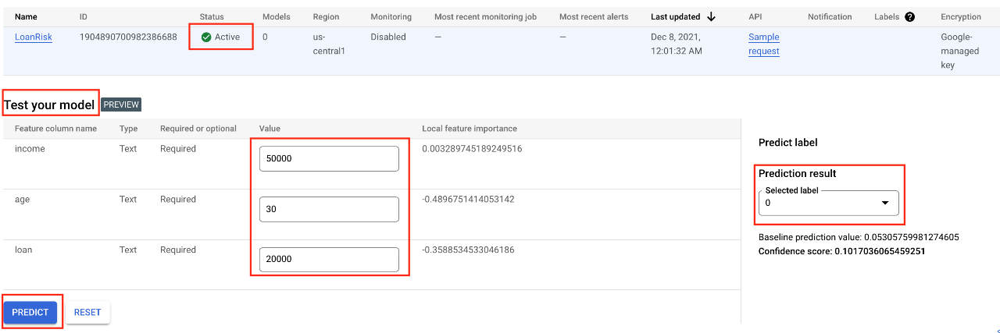 Name ID Status Models Region Monitoring Most recent monitoring job Most recent alerts Last updated API Notification Labels Encryption
LoanRisk 1904890700982386688 Active 0 us- Disabled — — Dec 8, 2021, Sample Google-
central1 12:01:32 AM request managed
key
Test your model PREVIEW
Feature column name Type Required or optional Value Local feature importance
income Text Required 50000 0.003289745189249516
age Text Required 30 -0.4896751414053142
loan Text Required 20000 -0.3588534533046186
PREDICT RESET
Predict label
Prediction result
Selected label
0
Baseline prediction value: 0.05305759981274605
Confidence score: 0.1017036065459251